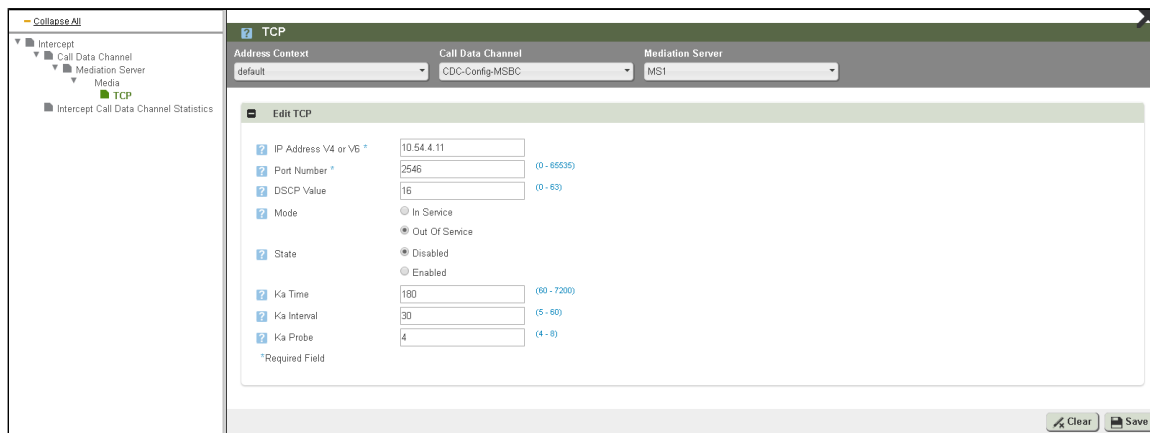 Collapse All
Intercept
Call Data Channel
Mediation Server
Media
TCP
Intercept Call Data Channel Statistics
? TCP
Address Context Call Data Channel Mediation Server
default CDC-Config-MSBC MS1
Edit TCP
? IP Address V4 or V6 * 10.54.4.11
? Port Number * 2546 (0 - 65535)
? DSCP Value 16 (0 - 63)
? Mode In Service
Out Of Service
? State Disabled
Enabled
? Ka Time 180 (60 - 7200)
? Ka Interval 30 (5 - 60)
? Ka Probe 4 (4 - 8)
*Required Field
Clear Save